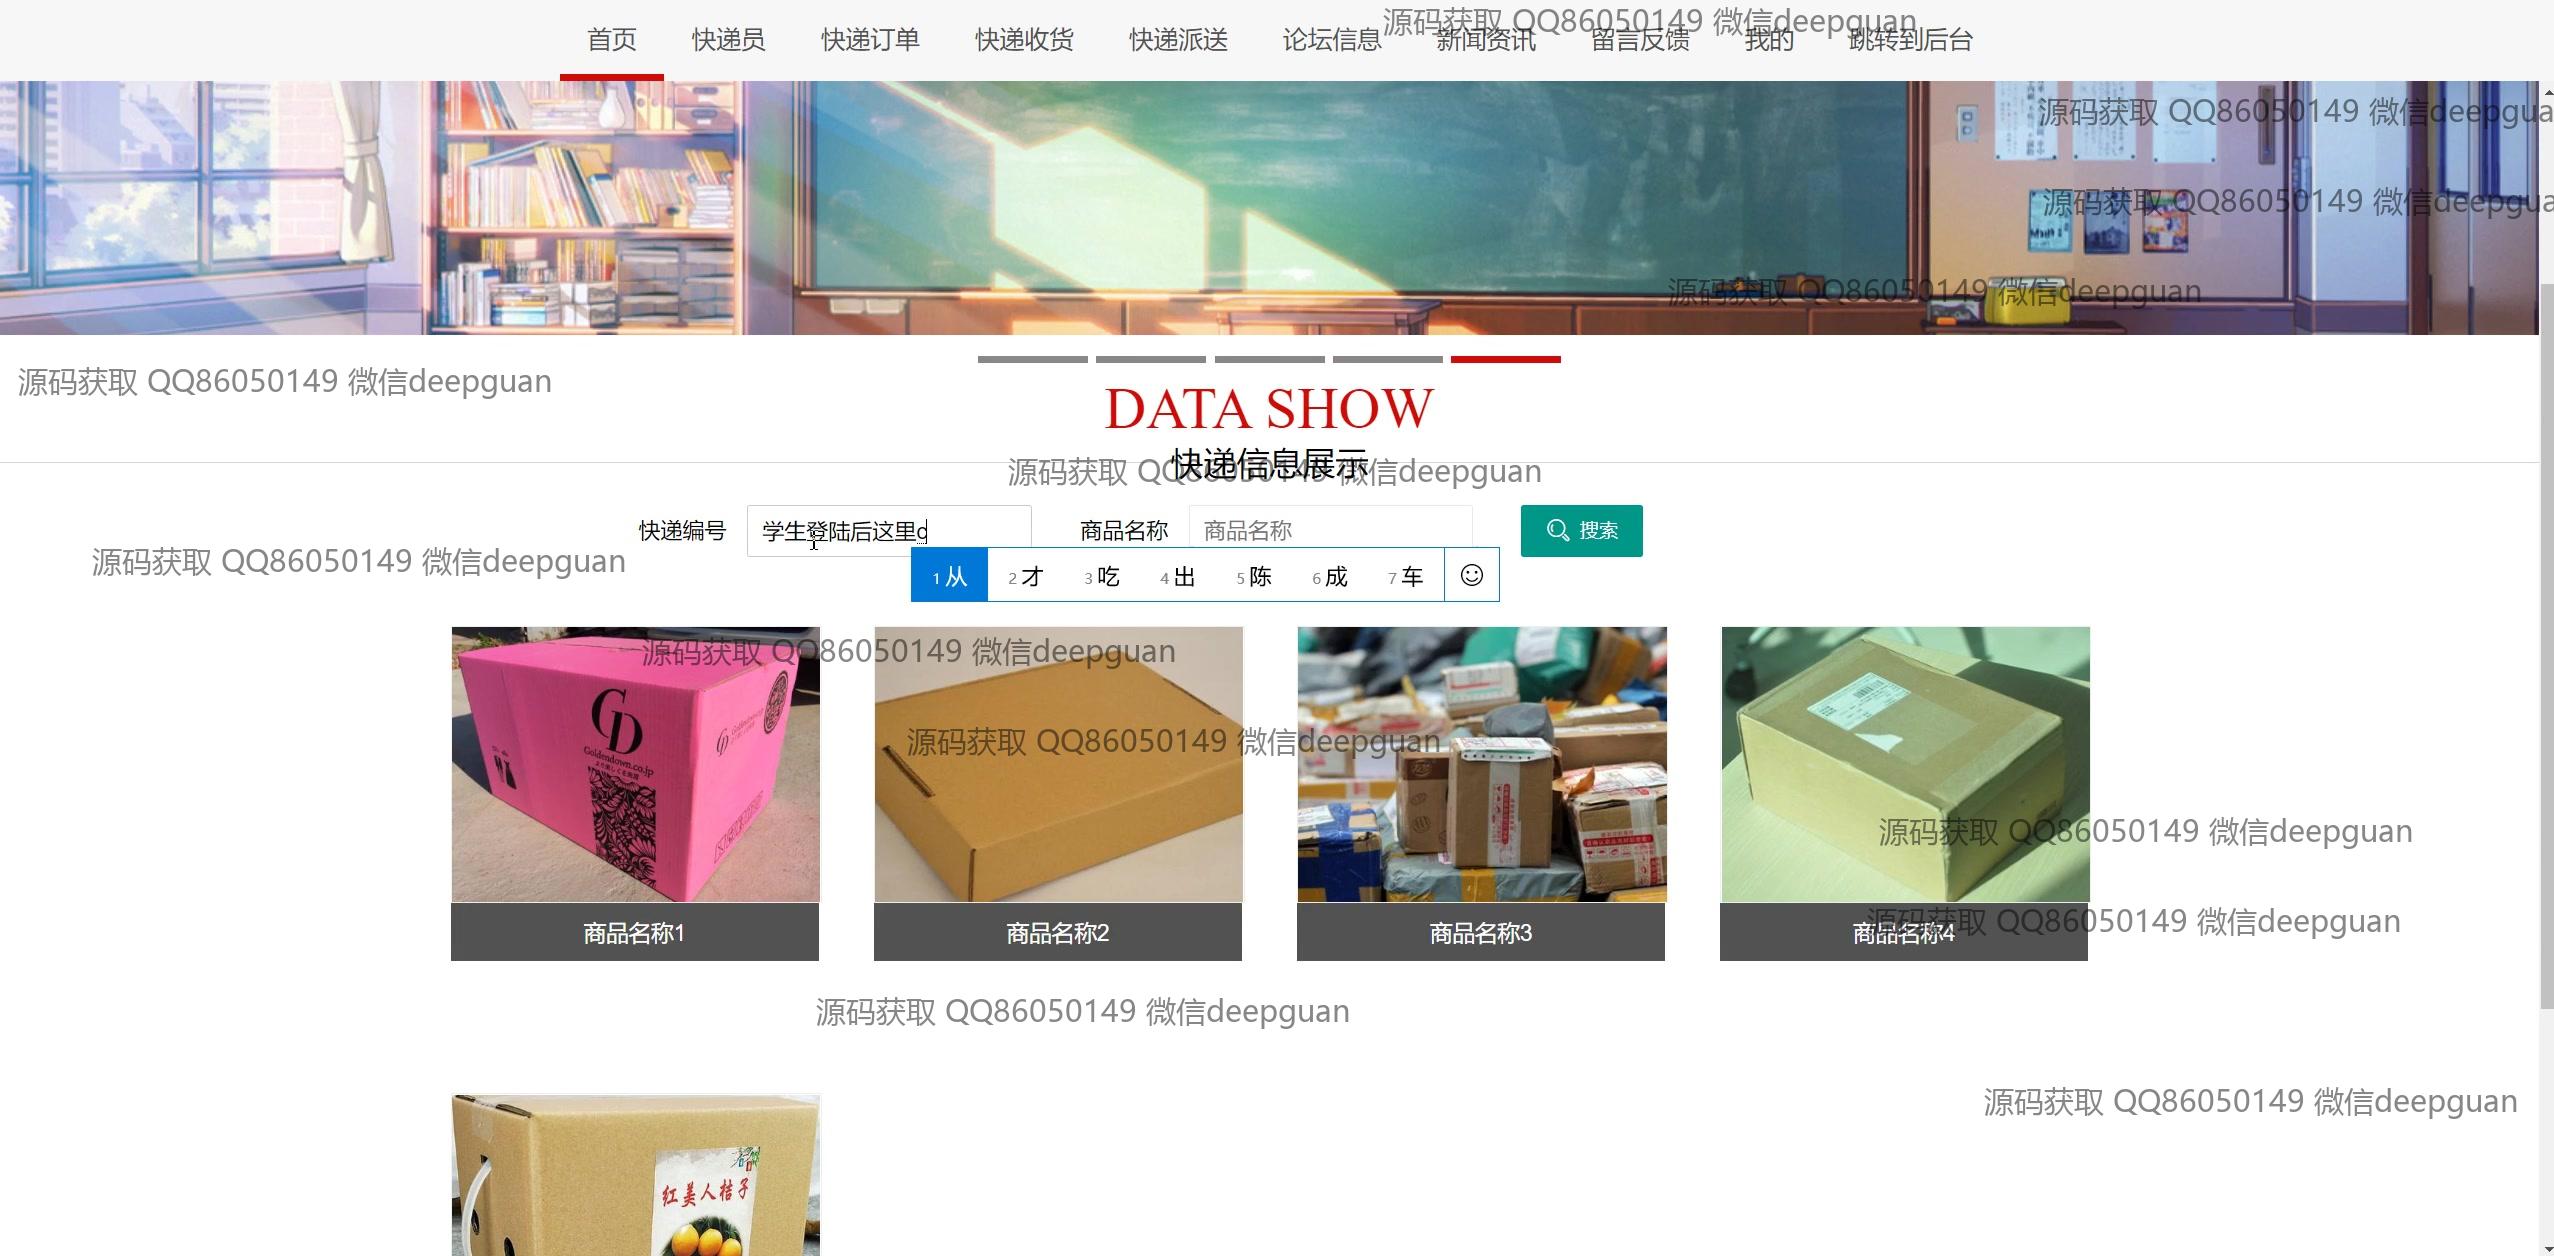 首页 快递员 快递订单 快递收货 快递派送 论坛信息 新闻资讯 留言反馈 我的 跳转到后台
源码获取 QQ86050149 微信deepguan
源码获取 QQ86050149 微信deepgua
源码获取 QQ86050149 微信deepgua
源码获取 QQ86050149 微信deepguan
源码获取 QQ86050149 微信deepguan
DATA SHOW
快递信息展示
源码获取 QQ86050149 微信deepguan
快递编号 学生登陆后这里c 商品名称 商品名称 搜索
源码获取 QQ86050149 微信deepguan
1 从 2 才 3 吃 4 出 5 陈 6 成 7 车
源码获取 QQ86050149 微信deepguan
GD
Goldendown.co.jp
源码获取 QQ86050149 微信deepguan
源码获取 QQ86050149 微信deepguan
商品名称1 商品名称2 商品名称3 商品名称4
源码获取 QQ86050149 微信deepguan
源码获取 QQ86050149 微信deepguan
源码获取 QQ86050149 微信deepguan
红美人桔子